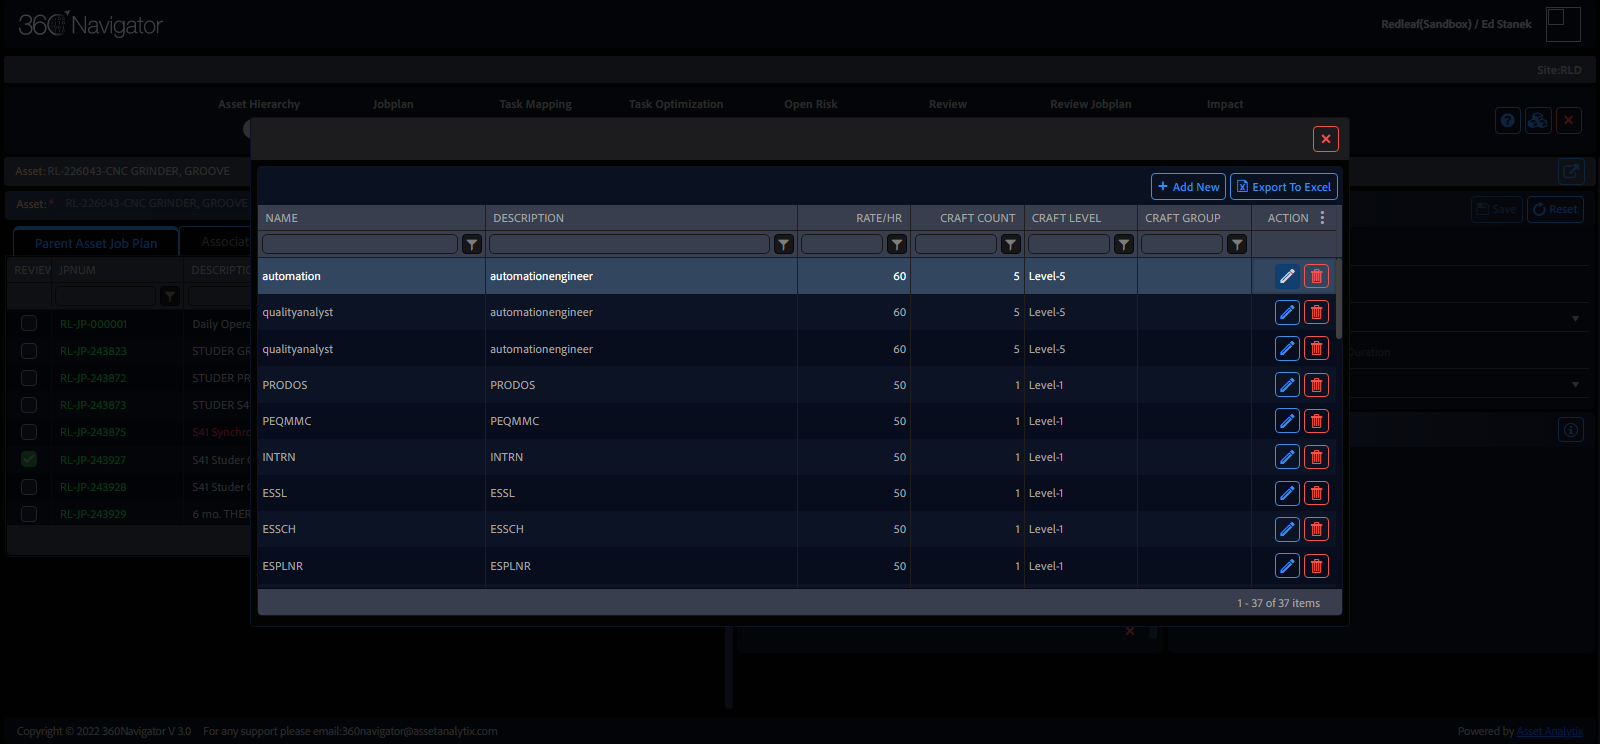 360 Navigator
Redleaf(Sandbox) / Ed Stanek
Site:RLD
Asset Hierarchy Jobplan Task Mapping Task Optimization Open Risk Review Review Jobplan Impact
Asset: RL-226043-CNC GRINDER, GROOVE
Asset: * RL-226043-CNC GRINDER, GROOVE
Save Reset
Parent Asset Job Plan Associat
REVIEW JPNUM DESCRIPTIO
RL-JP-000001 Daily Opera
RL-JP-243823 STUDER GR
RL-JP-243872 STUDER PR
RL-JP-243873 STUDER S4
RL-JP-243875 S41 Synchro
RL-JP-243927 S41 Studer
RL-JP-243928 S41 Studer
RL-JP-243929 6 mo. THER
Duration
+ Add New Export To Excel
NAME DESCRIPTION RATE/HR CRAFT COUNT CRAFT LEVEL CRAFT GROUP ACTION
automation automationengineer 60 5 Level-5
qualityanalyst automationengineer 60 5 Level-5
qualityanalyst automationengineer 60 5 Level-5
PRODOS PRODOS 50 1 Level-1
PEQMMC PEQMMC 50 1 Level-1
INTRN INTRN 50 1 Level-1
ESSL ESSL 50 1 Level-1
ESSCH ESSCH 50 1 Level-1
ESPLNR ESPLNR 50 1 Level-1
1 - 37 of 37 items
Copyright © 2022 360Navigator V 3.0 For any support please email:360navigator@assetanalytix.com
Powered by Asset Analytix